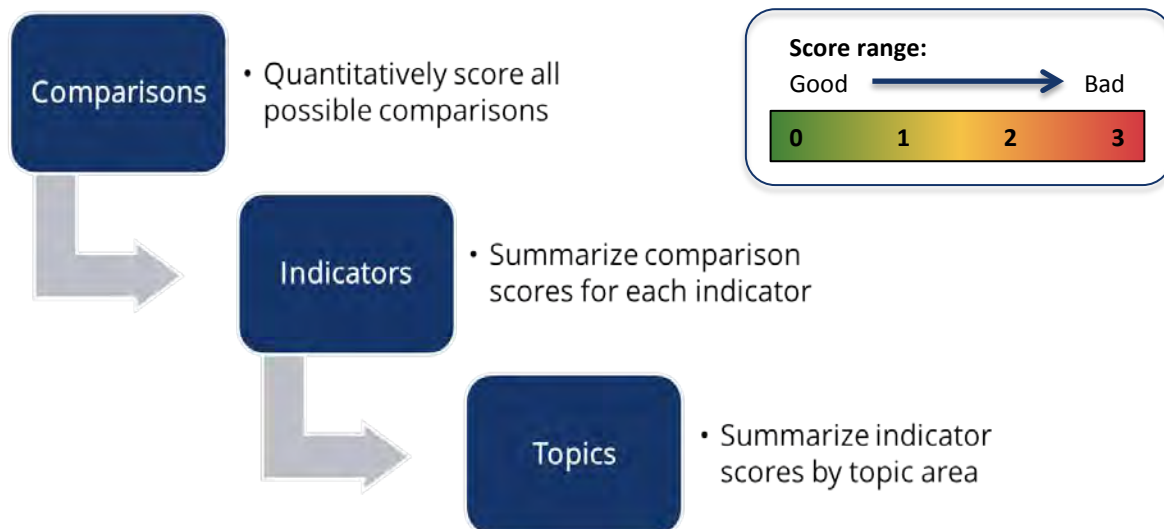 Comparisons
• Quantitatively score all
possible comparisons
Score range:
Good Bad
0 1 2 3
Indicators
• Summarize comparison
scores for each indicator
Topics
• Summarize indicator
scores by topic area